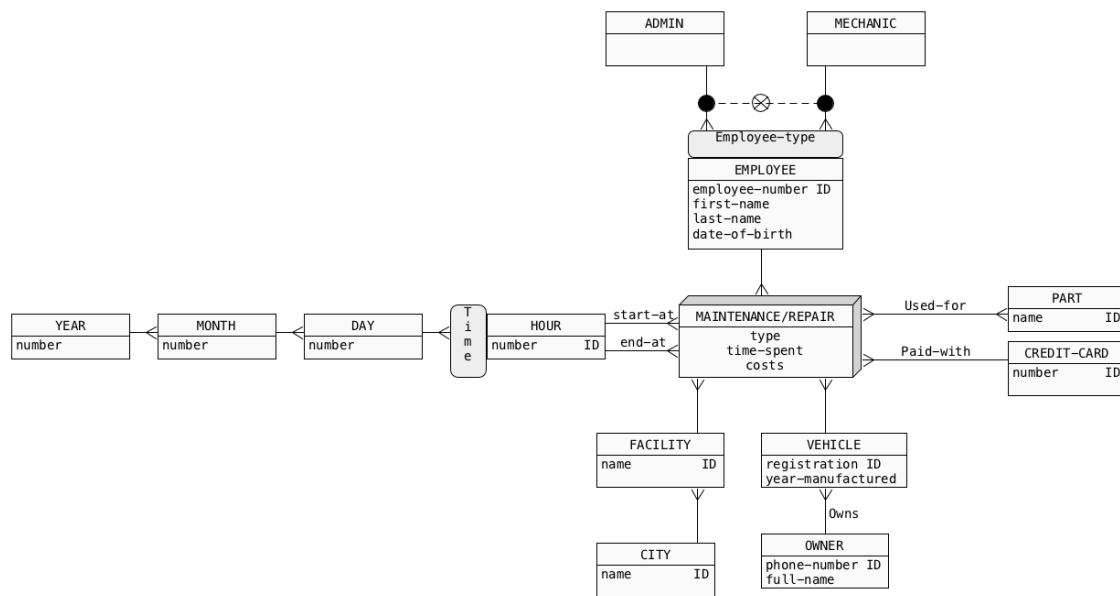 ADMIN
MECHANIC
Employee-type
EMPLOYEE
employee-number ID
first-name
last-name
date-of-birth
YEAR
number
MONTH
number
DAY
number
Time
HOUR
number ID
start-at
end-at
MAINTENANCE/REPAIR
type
time-spent
costs
Used-for
Paid-with
PART
name ID
CREDIT-CARD
number ID
FACILITY
name ID
VEHICLE
registration ID
year-manufactured
Owns
CITY
name ID
OWNER
phone-number ID
full-name